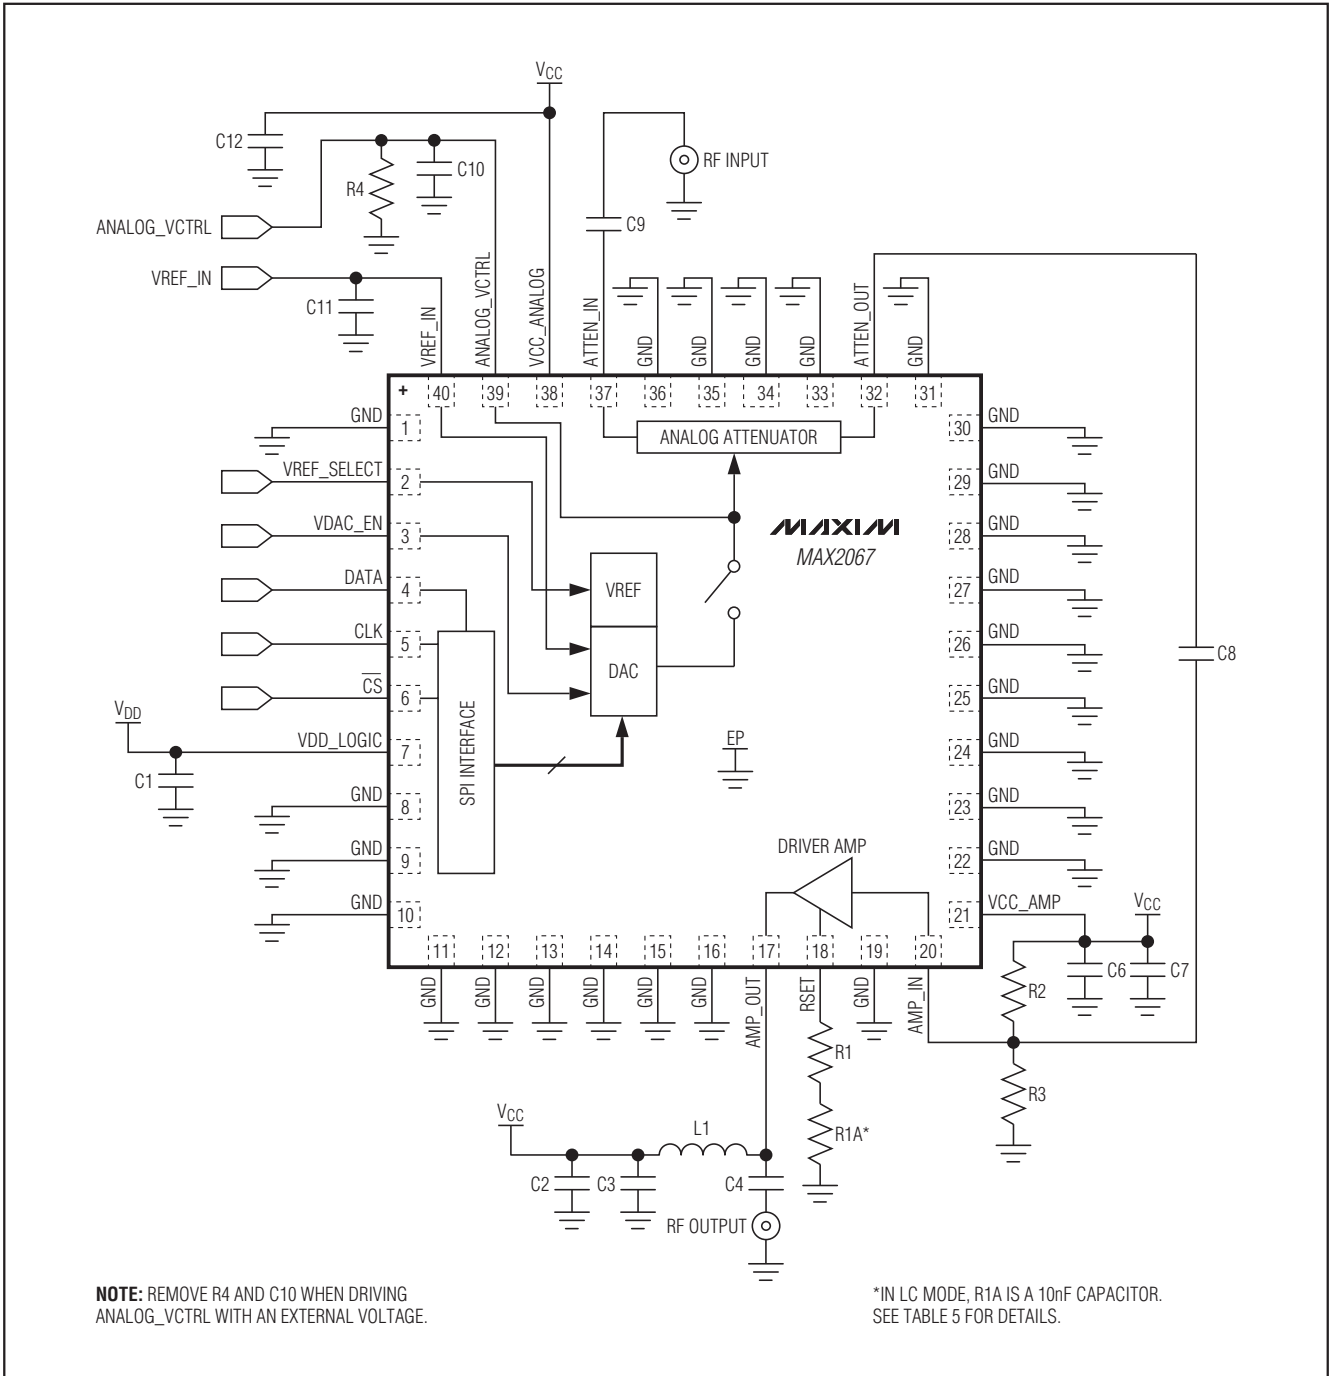 VCC
C12
C10
R4
RF INPUT
C9
ANALOG_VCTRL
VREF_IN
C11
VREF_IN
ANALOG_VCTRL
VCC_ANALOG
ATTEN_IN
GND
GND
GND
GND
ATTEN_OUT
GND
+
40
39
38
37
36
35
34
33
32
31
GND
1
VREF_SELECT
2
VDAC_EN
3
DATA
4
CLK
5
CS
6
VDD
VDD_LOGIC
7
C1
GND
8
GND
9
GND
10
ANALOG ATTENUATOR
MAXIM
MAX2067
VREF
DAC
SPI INTERFACE
EP
DRIVER AMP
30
GND
29
GND
28
GND
27
GND
26
GND
25
GND
24
GND
23
GND
22
GND
21
VCC_AMP
C8
VCC
C6
C7
R2
R3
11
12
13
14
15
16
17
18
19
20
GND
GND
GND
GND
GND
GND
AMP_OUT
RSET
GND
AMP_IN
R1
R1A*
VCC
L1
C2
C3
C4
RF OUTPUT
NOTE: REMOVE R4 AND C10 WHEN DRIVING
ANALOG_VCTRL WITH AN EXTERNAL VOLTAGE.
*IN LC MODE, R1A IS A 10nF CAPACITOR.
SEE TABLE 5 FOR DETAILS.